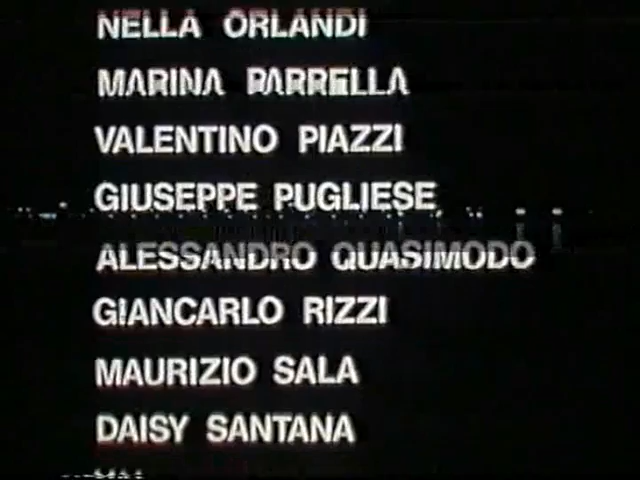 NELLA ORLANDI
MARINA PARRELLA
VALENTINO PIAZZI
GIUSEPPE PUGLIESE
ALESSANDRO QUASIMODO
GIANCARLO RIZZI
MAURIZIO SALA
DAISY SANTANA